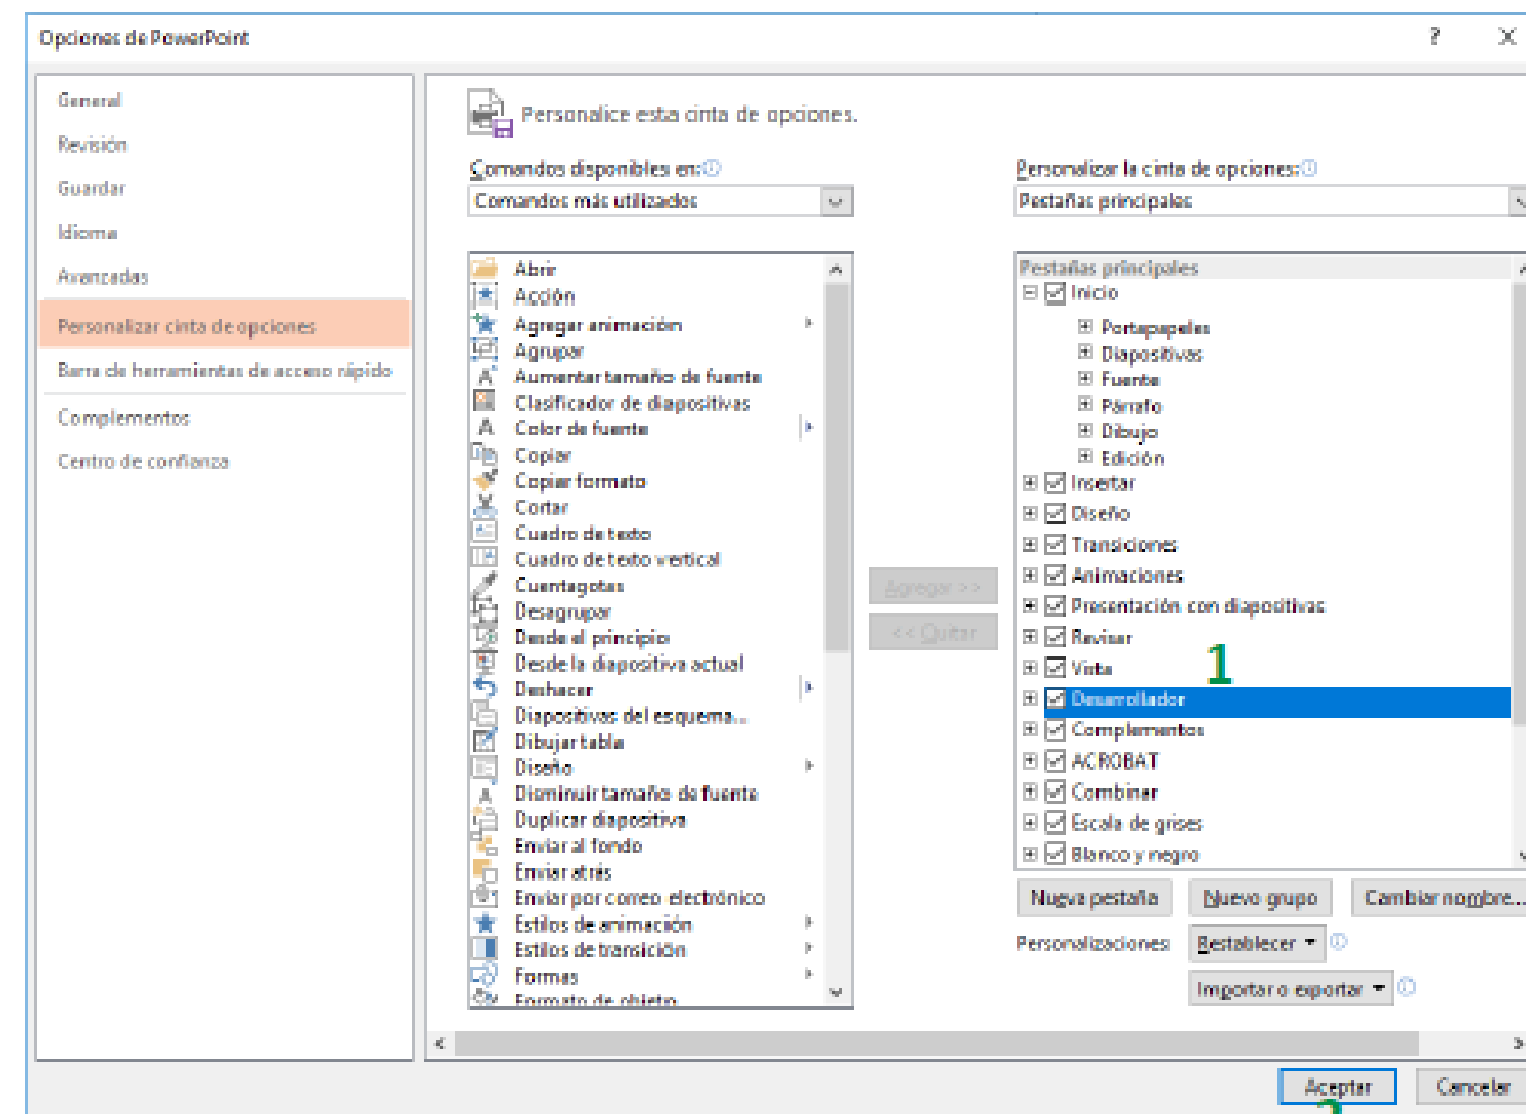 Opciones de PowerPoint
?
General
Revisión
Guardar
Idioma
Avanzadas
Personalizar cinta de opciones
Barra de herramientas de acceso rápido
Complementos
Centro de confianza
Personalice esta cinta de opciones.
Comandos disponibles en:
Comandos más utilizados
Abrir
Acción
Agregar animación
Agrupar
Aumentar tamaño de fuente
Clasificador de diapositivas
Color de fuente
Copiar
Copiar formato
Cortar
Cuadro de texto
Cuadro de texto vertical
Cuentagotas
Desagrupar
Desde el principio
Desde la diapositiva actual
Deshacer
Diapositivas del esquema...
Dibujar tabla
Diseño
Disminuir tamaño de fuente
Duplicar diapositiva
Enviar al fondo
Enviar atrás
Enviar por correo electrónico
Estilos de animación
Estilos de transición
Formas
Formato de objeto
Agregar >>
<< Quitar
Personalizar la cinta de opciones:
Pestañas principales
Pestañas principales
Inicio
Portapapeles
Diapositivas
Fuente
Párrafo
Dibujo
Edición
Insertar
Diseño
Transiciones
Animaciones
Presentación con diapositivas
Revisar
Vista
1
Desarrollador
Complementos
ACROBAT
Combinar
Escala de grises
Blanco y negro
Nueva pestaña Nuevo grupo Cambiar nombre...
Personalizaciones: Restablecer
Importar o exportar
Aceptar Cancelar